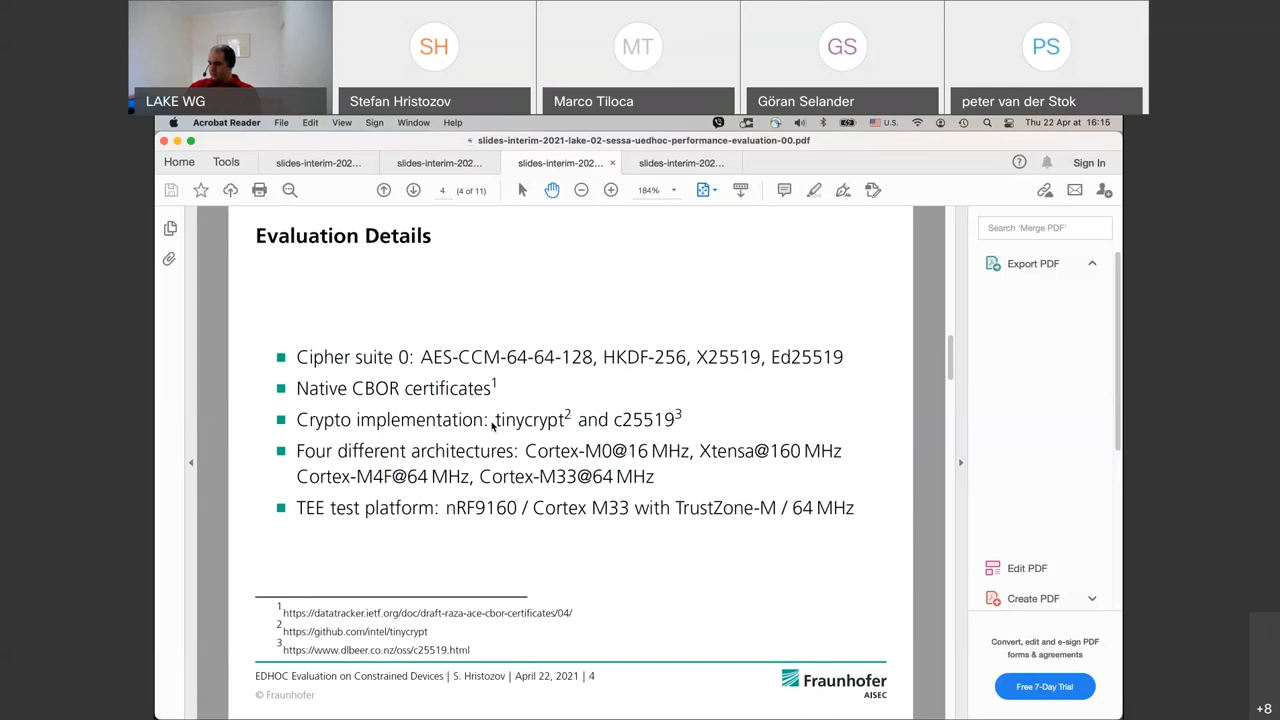 SH
MT
GS
PS
LAKE WG
Stefan Hristozov
Marco Tiloca
Göran Selander
peter van der Stok
Acrobat Reader File Edit View Sign Window Help
U.S.
Thu 22 Apr at 16:15
slides-interim-2021-lake-02-sessa-uedhoc-performance-evaluation-00.pdf
Home Tools slides-interim-202... slides-interim-202... slides-interim-202... × slides-interim-202... Sign In
4 (4 of 11) 184%
Evaluation Details
Cipher suite 0: AES-CCM-64-64-128, HKDF-256, X25519, Ed25519
Native CBOR certificates1
Crypto implementation: tinycrypt2 and c255193
Four different architectures: Cortex-M0@16 MHz, Xtensa@160 MHz
Cortex-M4F@64 MHz, Cortex-M33@64 MHz
TEE test platform: nRF9160 / Cortex M33 with TrustZone-M / 64 MHz
1https://datatracker.ietf.org/doc/draft-raza-ace-cbor-certificates/04/
2https://github.com/intel/tinycrypt
3https://www.dlbeer.co.nz/oss/c25519.html
EDHOC Evaluation on Constrained Devices | S. Hristozov | April 22, 2021 | 4
© Fraunhofer
Fraunhofer
AISEC
Search 'Merge PDF'
Export PDF
Edit PDF
Create PDF
Convert, edit and e-sign PDF
forms & agreements
Free 7-Day Trial
+8